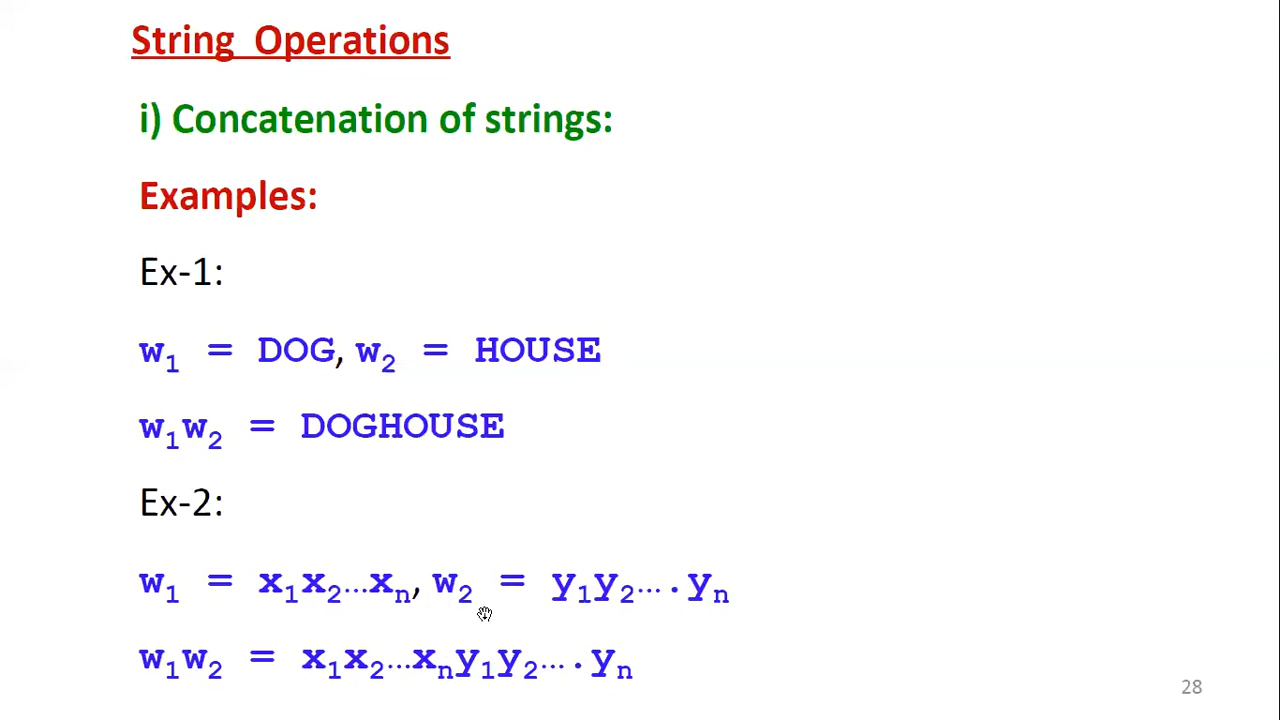 String Operations
i) Concatenation of strings:
Examples:
Ex-1:
w₁ = DOG, w₂ = HOUSE
w₁w₂ = DOGHOUSE
Ex-2:
w₁ = x₁x₂…xₙ, w₂ = y₁y₂….yₙ
w₁w₂ = x₁x₂…xₙy₁y₂….yₙ
28